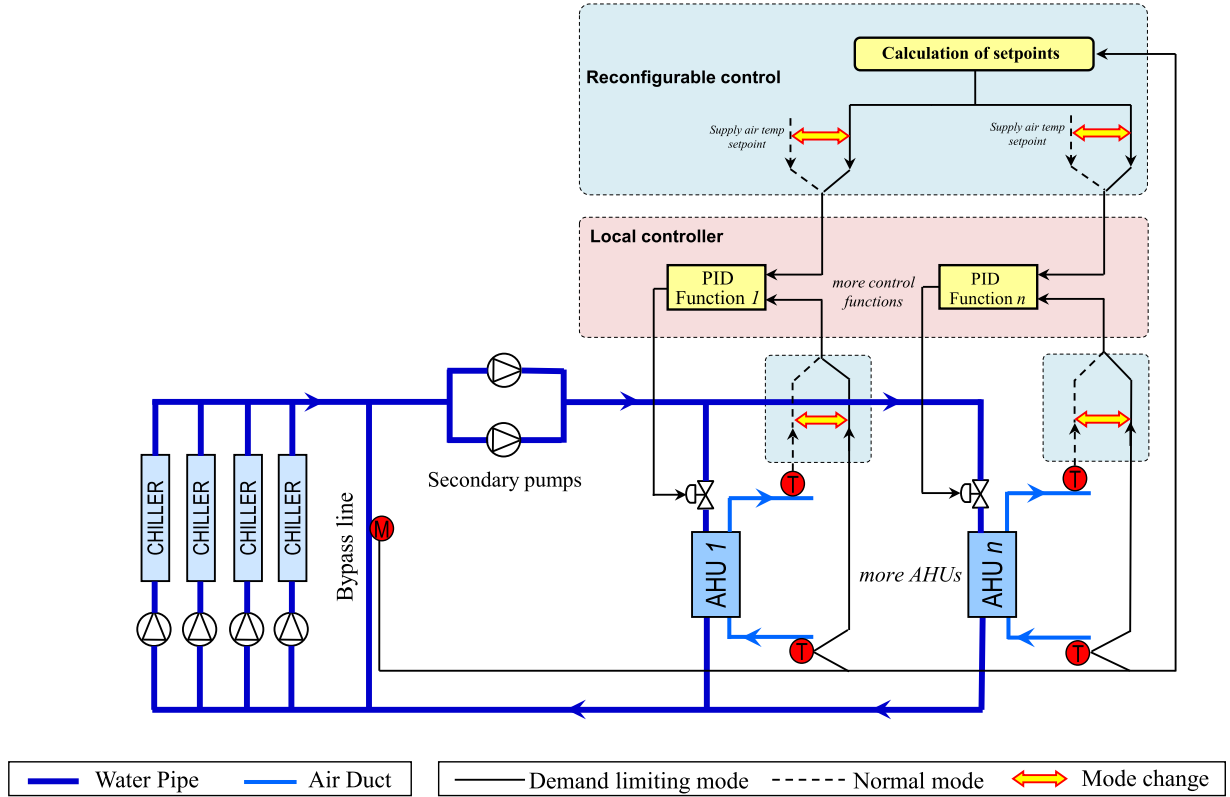 Calculation of setpoints
Reconfigurable control
Supply air temp
setpoint
Supply air temp
setpoint
Local controller
PID
Function 1
more control
functions
PID
Function n
Secondary pumps
CHILLER
CHILLER
CHILLER
CHILLER
Bypass line
M
T
T
AHU 1
more AHUs
AHU n
T
T
Water Pipe
Air Duct
Demand limiting mode
Normal mode
Mode change